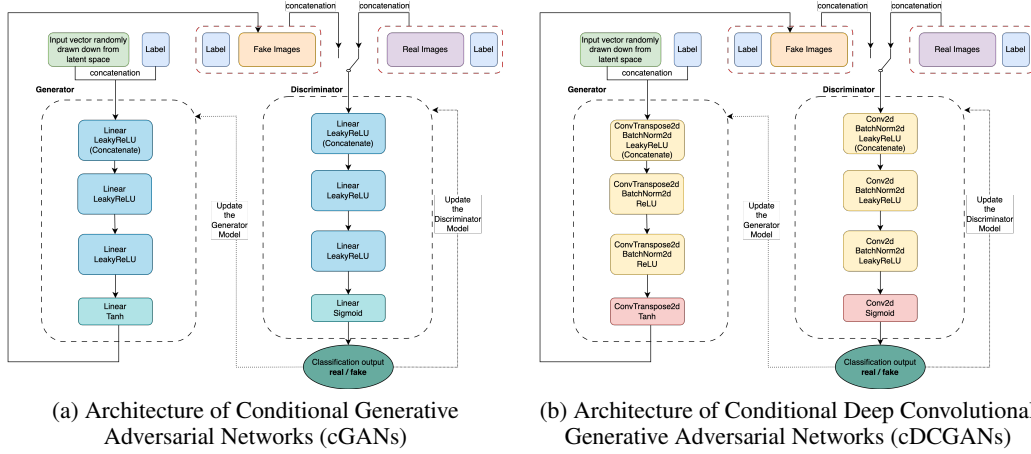 concatenation
Input vector randomly
drawn down from
latent space
Label
Label
Fake Images
Real Images
Label
concatenation
Generator
Discriminator
Linear
LeakyReLU
(Concatenate)
Linear
LeakyReLU
Linear
LeakyReLU
Linear
Tanh
Update
the
Generator
Model
Linear
LeakyReLU
(Concatenate)
Linear
LeakyReLU
Linear
LeakyReLU
Linear
Sigmoid
Update
the
Discriminator
Model
Classification output
real / fake
(a) Architecture of Conditional Generative
Adversarial Networks (cGANs)
concatenation
Input vector randomly
drawn down from
latent space
Label
Label
Fake Images
Real Images
Label
concatenation
Generator
Discriminator
ConvTranspose2d
BatchNorm2d
LeakyReLU
(Concatenate)
ConvTranspose2d
BatchNorm2d
ReLU
ConvTranspose2d
BatchNorm2d
ReLU
ConvTranspose2d
Tanh
Update
the
Generator
Model
Conv2d
BatchNorm2d
LeakyReLU
(Concatenate)
Conv2d
BatchNorm2d
LeakyReLU
Conv2d
BatchNorm2d
LeakyReLU
Conv2d
Sigmoid
Update
the
Discriminator
Model
Classification output
real / fake
(b) Architecture of Conditional Deep Convolutional
Generative Adversarial Networks (cDCGANs)